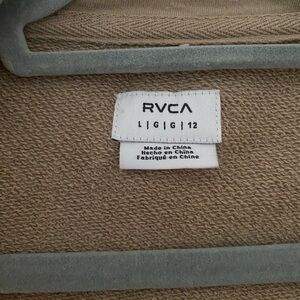 RVCA
L | G | G | 12
Made in China
Hecho en China
Fabriqué en Chine